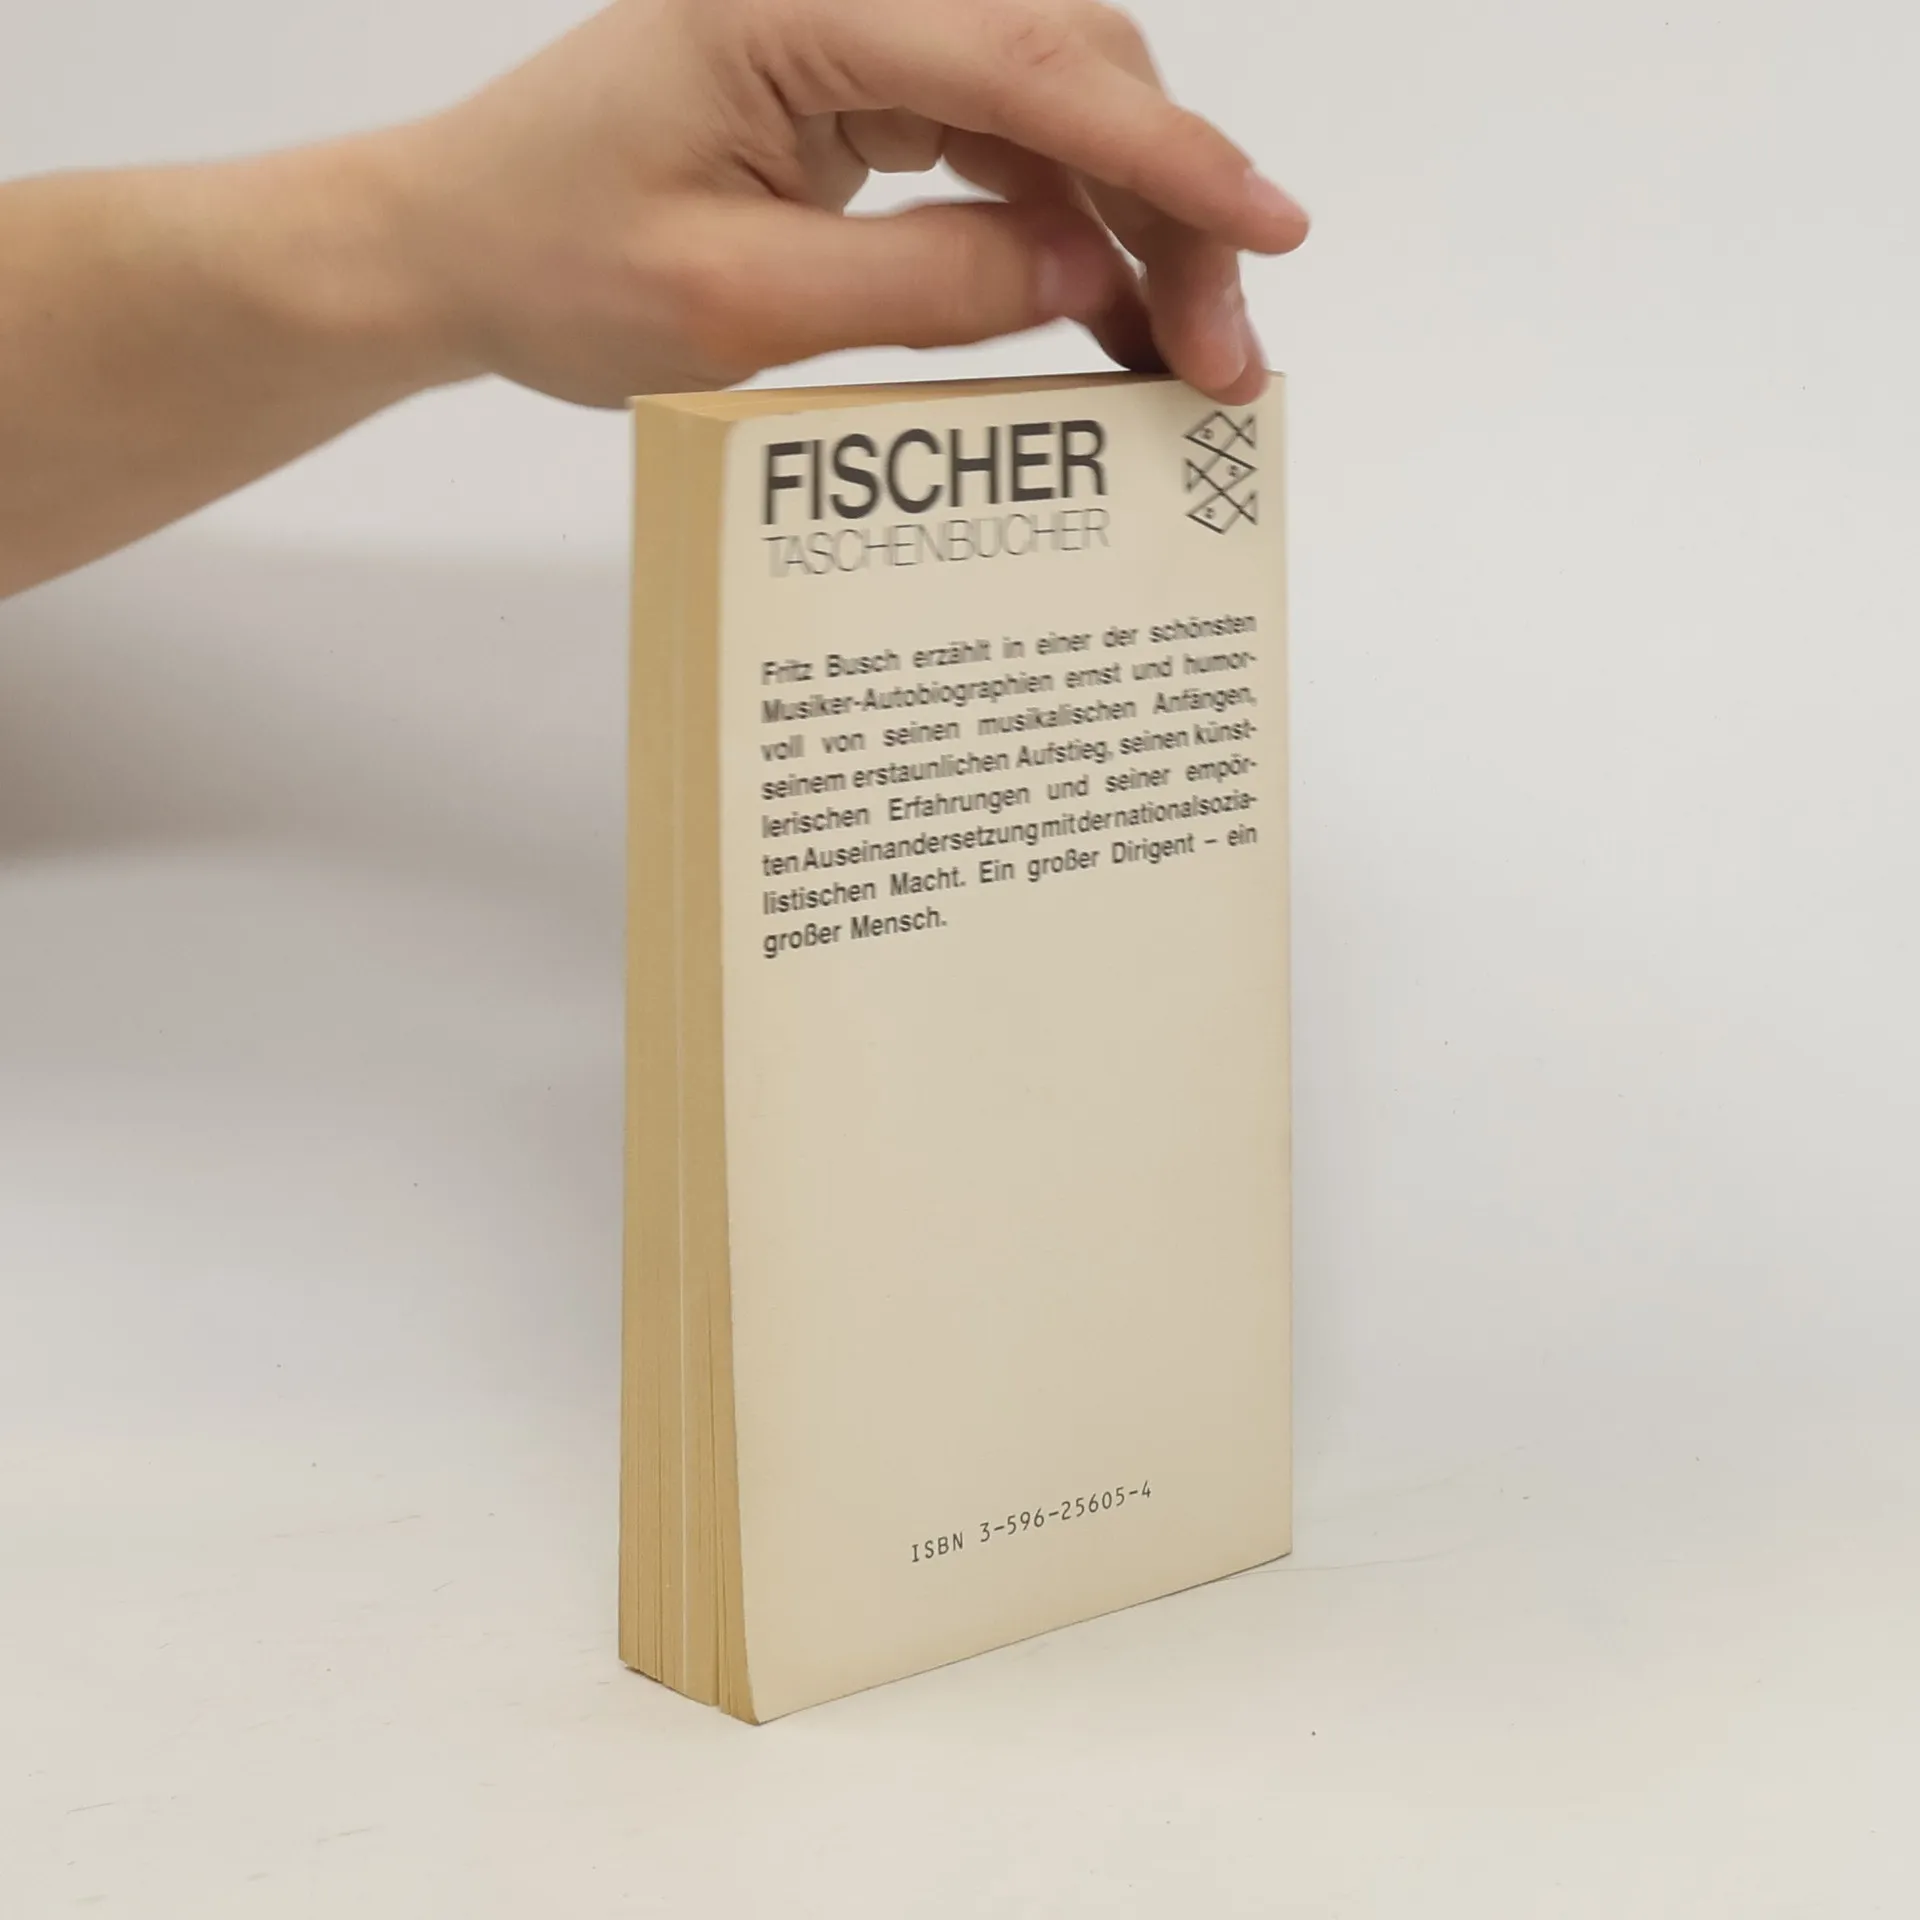 FISCHER
TASCHENBÜCHER
Fritz Busch erzählt in einer der schönsten
Musiker-Autobiographien ernst und humor-
voll von seinen musikalischen Anfängen,
seinem erstaunlichen Aufstieg, seinen künst-
lerischen Erfahrungen und seiner empör-
ten Auseinandersetzung mit der nationalsozia-
listischen Macht. Ein großer Dirigent – ein
großer Mensch.
ISBN 3-596-25605-4